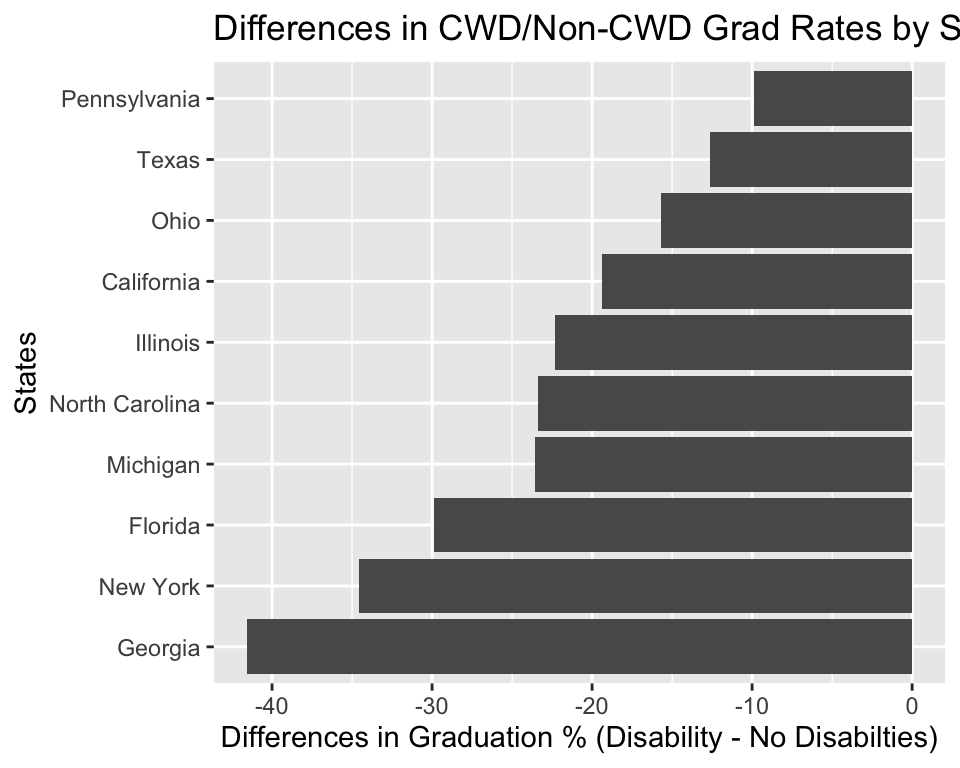 Differences in CWD/Non-CWD Grad Rates by S
Pennsylvania
Texas
Ohio
California
Illinois
North Carolina
Michigan
Florida
New York
Georgia
States
-40
-30
-20
-10
0
Differences in Graduation % (Disability - No Disabilties)